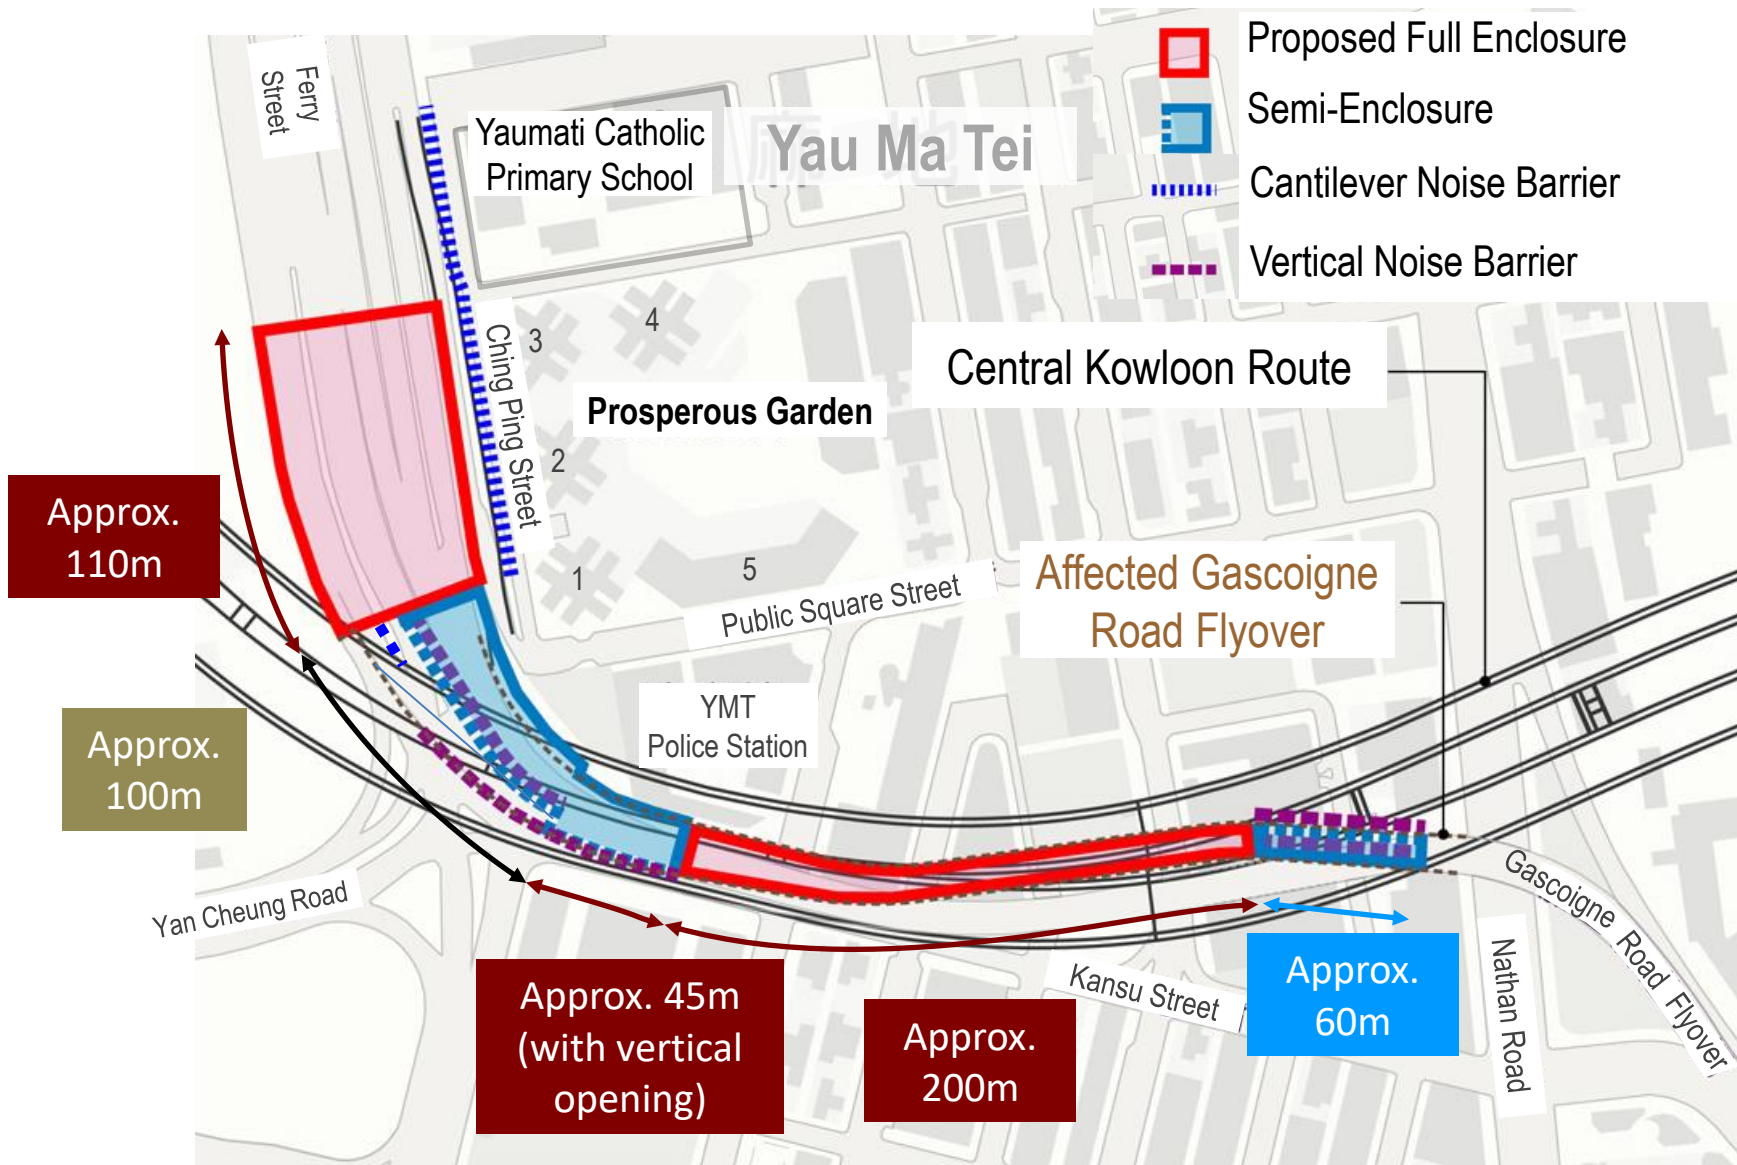 Proposed Full Enclosure
Semi-Enclosure
Cantilever Noise Barrier
Vertical Noise Barrier
Ferry
Street
Yaumati Catholic
Primary School
Yau Ma Tei
Ching Ping Street
3
4
Prosperous Garden
2
1
5
Central Kowloon Route
Public Square Street
Affected Gascoigne
Road Flyover
Approx.
110m
Approx.
100m
YMT
Police Station
Yan Cheung Road
Approx. 45m
(with vertical
opening)
Approx.
200m
Kansu Street
Approx.
60m
Nathan Road
Gascoigne Road Flyover